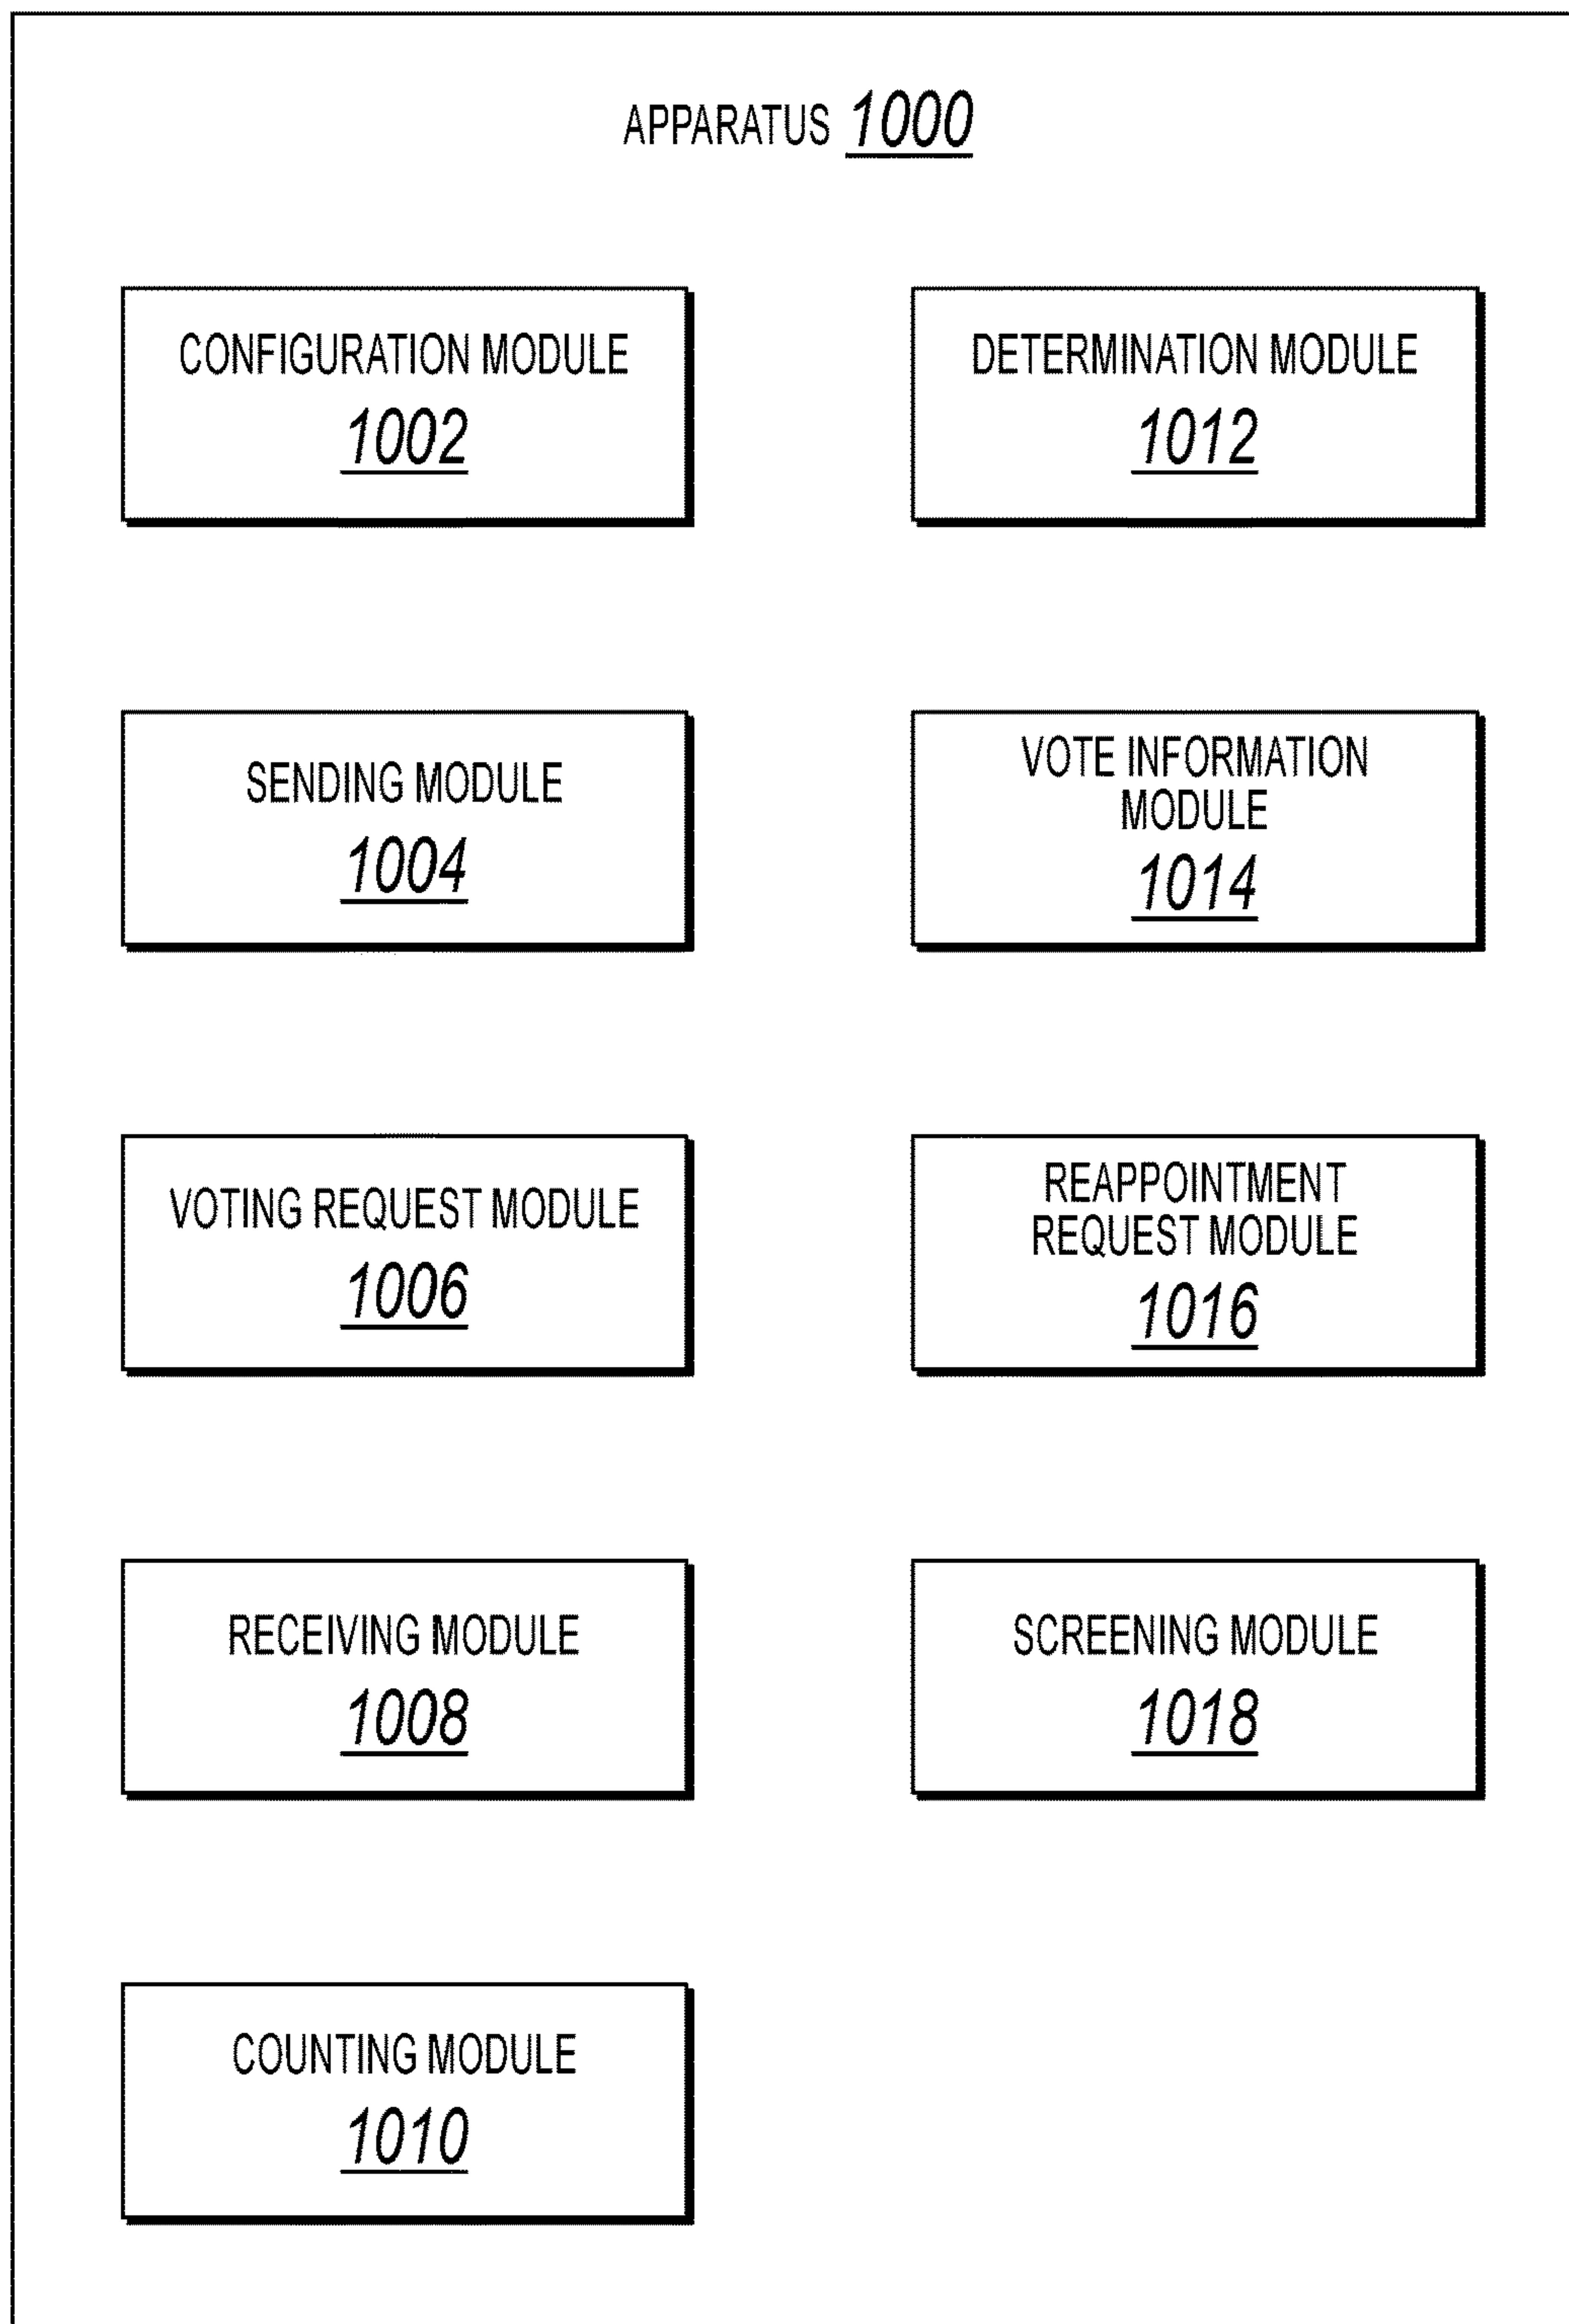 APPARATUS 1000
CONFIGURATION MODULE
1002
DETERMINATION MODULE
1012
SENDING MODULE
1004
VOTE INFORMATION
MODULE
1014
VOTING REQUEST MODULE
1006
REAPPOINTMENT
REQUEST MODULE
1016
RECEIVING MODULE
1008
SCREENING MODULE
1018
COUNTING MODULE
1010